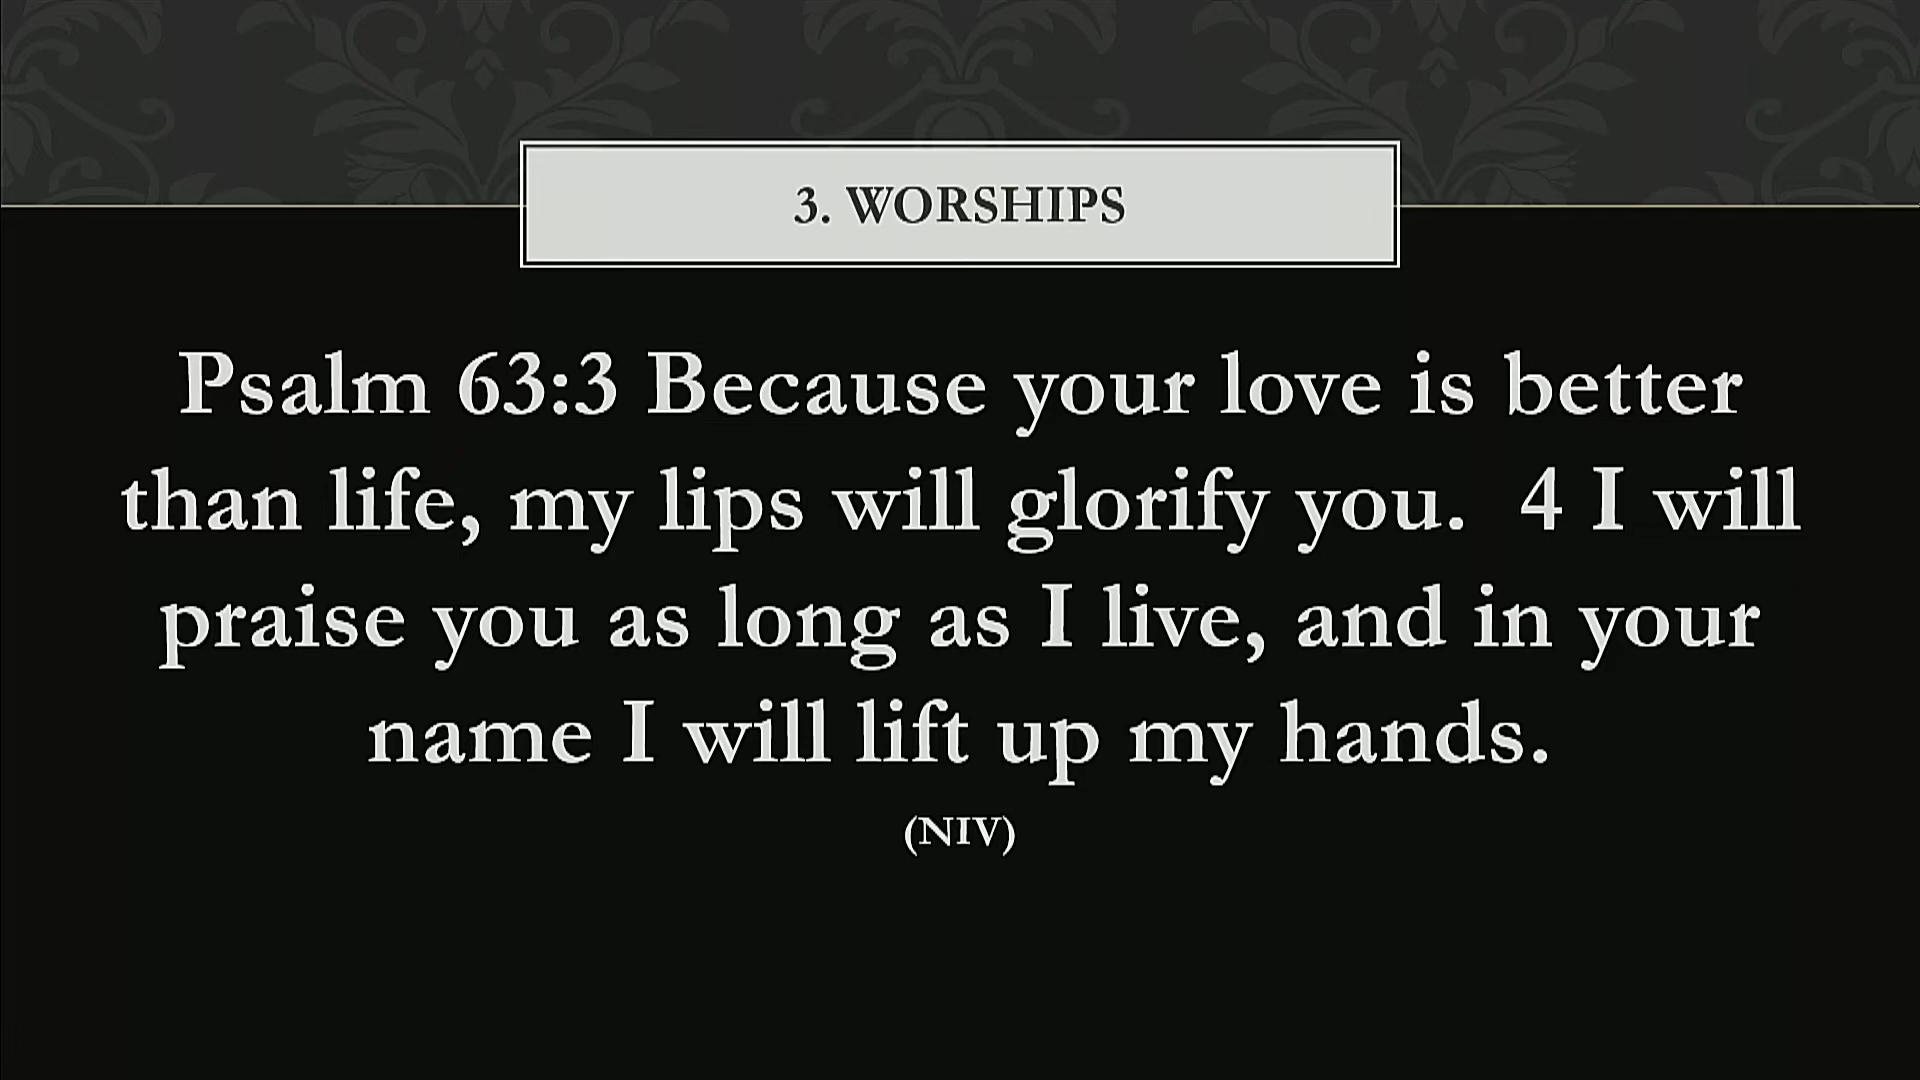 3. WORSHIPS
Psalm 63:3 Because your love is better
than life, my lips will glorify you.  4 I will
praise you as long as I live, and in your
name I will lift up my hands.
(NIV)